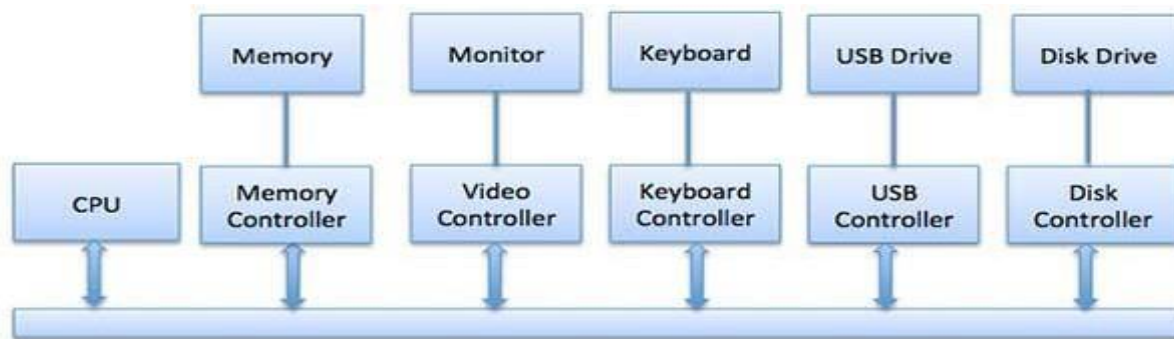 Memory
Monitor
Keyboard
USB Drive
Disk Drive
CPU
Memory
Controller
Video
Controller
Keyboard
Controller
USB
Controller
Disk
Controller